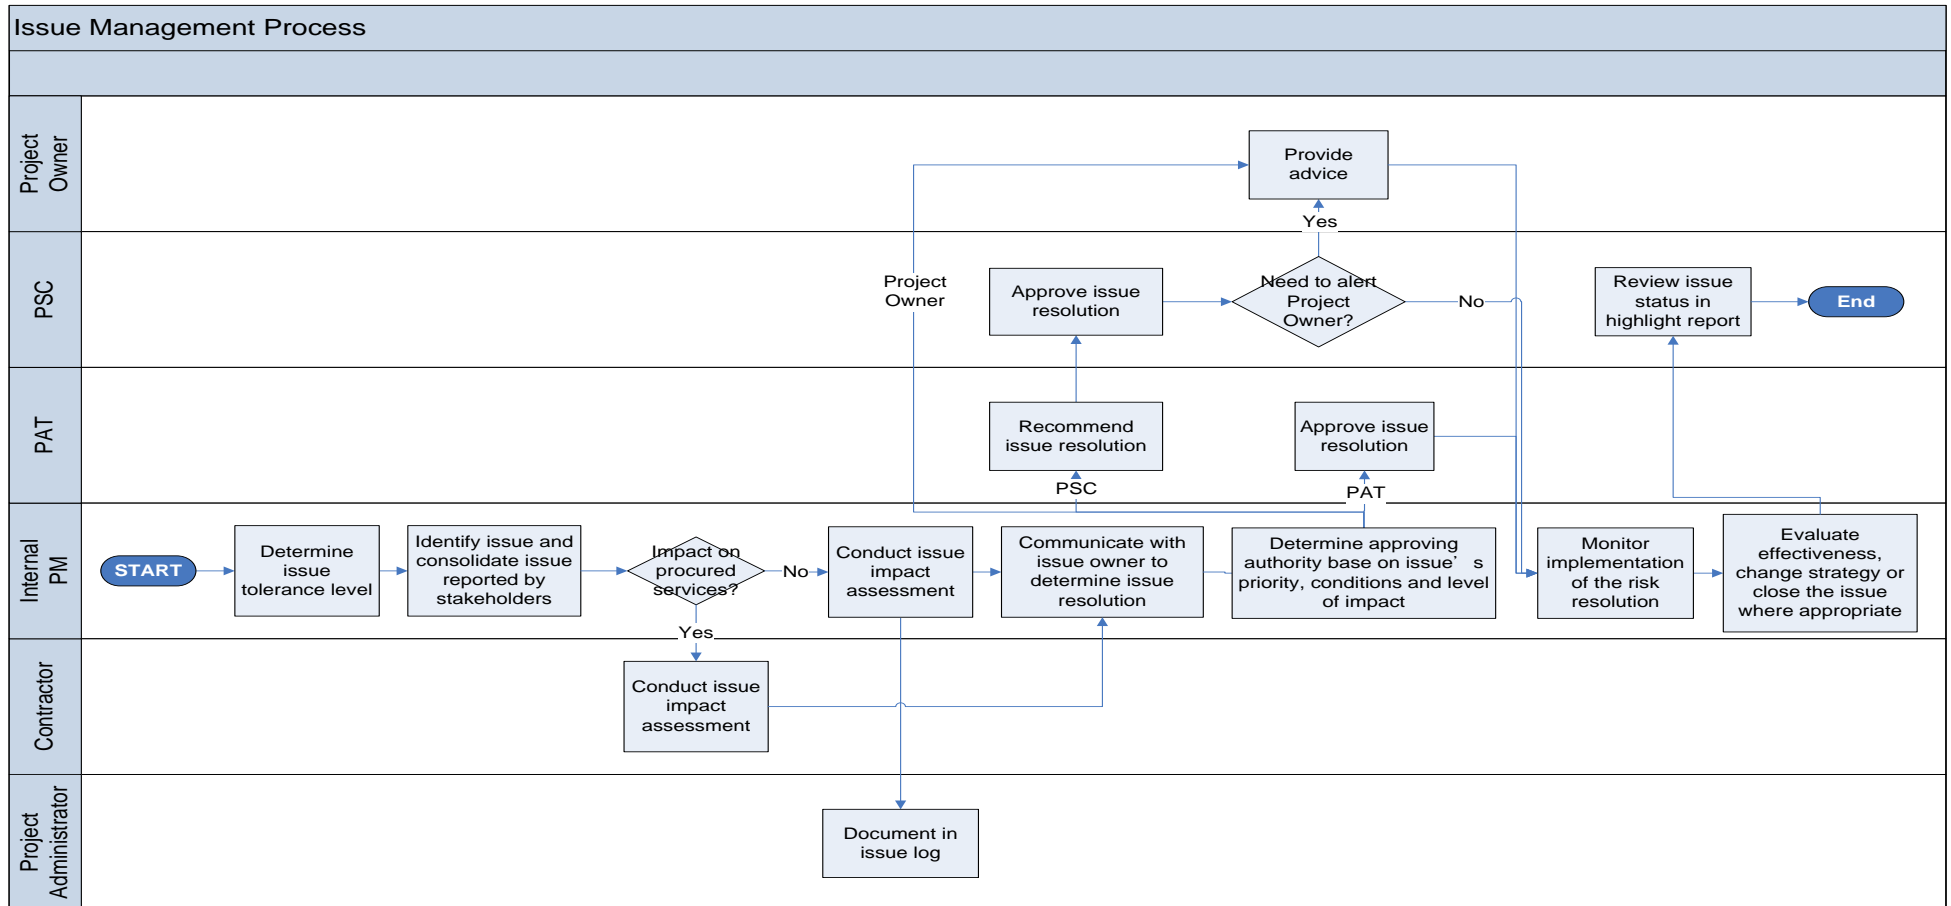 Issue Management Process
Project
Owner
Provide
advice
Yes
PSC
Project
Owner
Approve issue
resolution
Need to alert
Project
Owner?
No
Review issue
status in
highlight report
End
PAT
Recommend
issue resolution
Approve issue
resolution
PSC
PAT
Internal
PM
START
Determine
issue
tolerance level
Identify issue and
consolidate issue
reported by
stakeholders
Impact on
procured
services?
No
Conduct issue
impact
assessment
Communicate with
issue owner to
determine issue
resolution
Determine approving
authority base on issue’ s
priority, conditions and level
of impact
Monitor
implementation
of the risk
resolution
Evaluate
effectiveness,
change strategy or
close the issue
where appropriate
Yes
Contractor
Conduct issue
impact
assessment
Project
Administrator
Document in
issue log